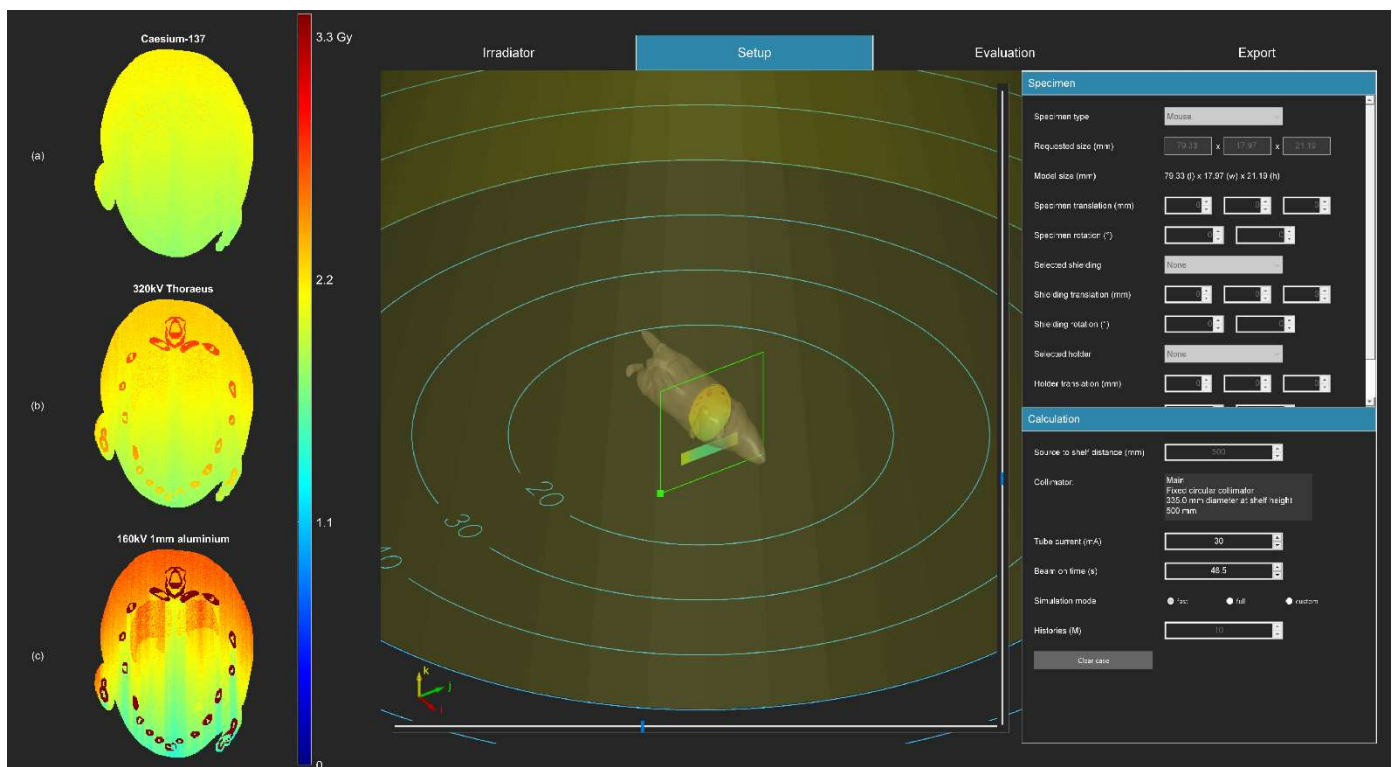 Caesium-137
(a)
320kV Thoraeus
(b)
160kV 1mm aluminium
(c)
3.3 Gy
2.2
1.1
0
Irradiator
Setup
Evaluation
Export
20
30
k
j
i
Specimen
Specimen type
Mouse
Requested size (mm)
79.33 x 17.97 x 21.19
Model size (mm)
79.33 (l) x 17.97 (w) x 21.19 (h)
Specimen translation (mm)
0 0 0
Specimen rotation (°)
0 0
Selected shielding
None
Shielding translation (mm)
0 0 0
Shielding rotation (°)
0 0
Selected holder
None
Holder translation (mm)
0 0 0
Calculation
Source to shelf distance (mm)
500
Collimator:
Main
Fixed circular collimator
335.0 mm diameter at shelf height
500 mm
Tube current (mA)
30
Beam on time (s)
48.5
Simulation mode
fast
full
custom
Histories (M)
10
Clear case